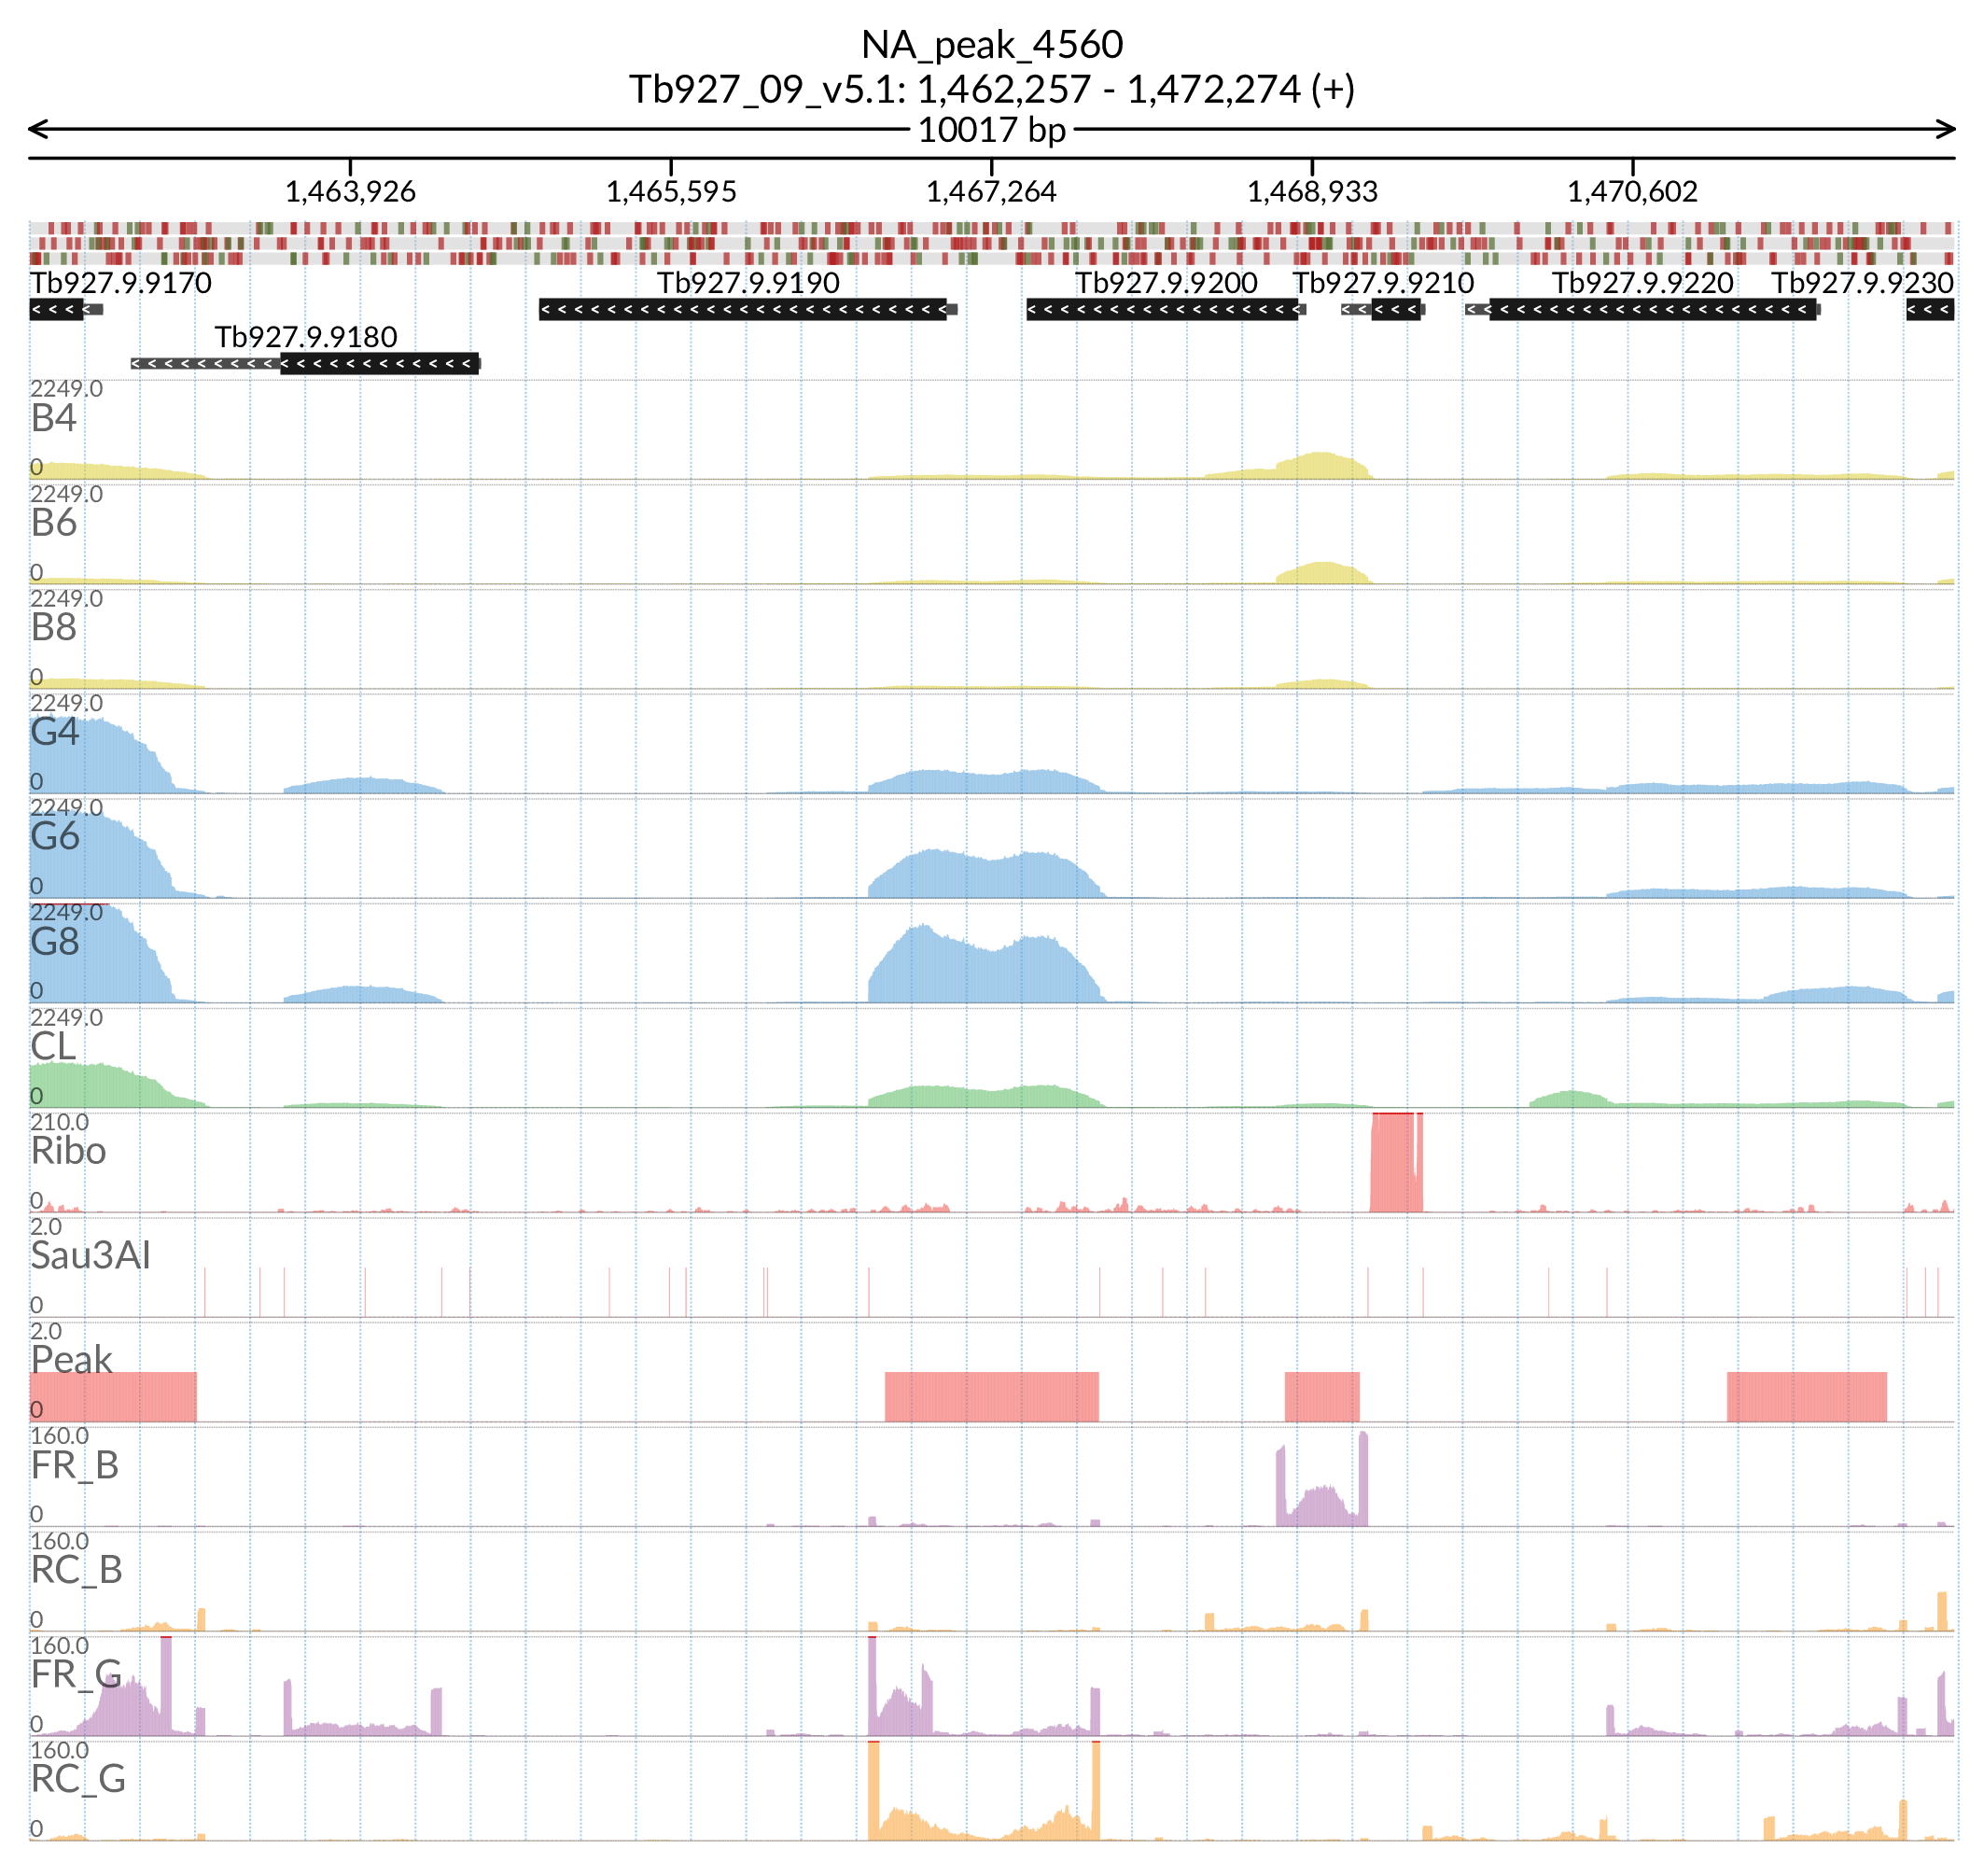 NA_peak_4560
Tb927_09_v5.1: 1,462,257 - 1,472,274 (+)
10017 bp
1,463,926 1,465,595 1,467,264 1,468,933 1,470,602
Tb927.9.9170 Tb927.9.9190 Tb927.9.9200 Tb927.9.9210 Tb927.9.9220 Tb927.9.9230
Tb927.9.9180
2249.0
B4
0
2249.0
B6
0
2249.0
B8
0
2249.0
G4
0
2249.0
G6
0
2249.0
G8
0
2249.0
CL
0
210.0
Ribo
0
2.0
Sau3AI
0
2.0
Peak
0
160.0
FR_B
0
160.0
RC_B
0
160.0
FR_G
0
160.0
RC_G
0